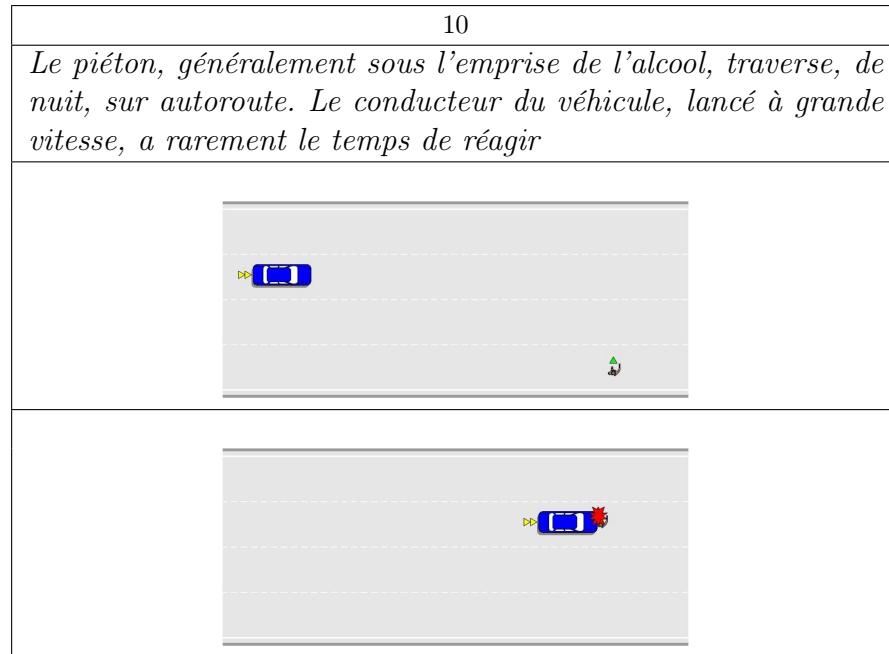 10
Le piéton, généralement sous l'emprise de l'alcool, traverse, de
nuit, sur autoroute. Le conducteur du véhicule, lancé à grande
vitesse, a rarement le temps de réagir